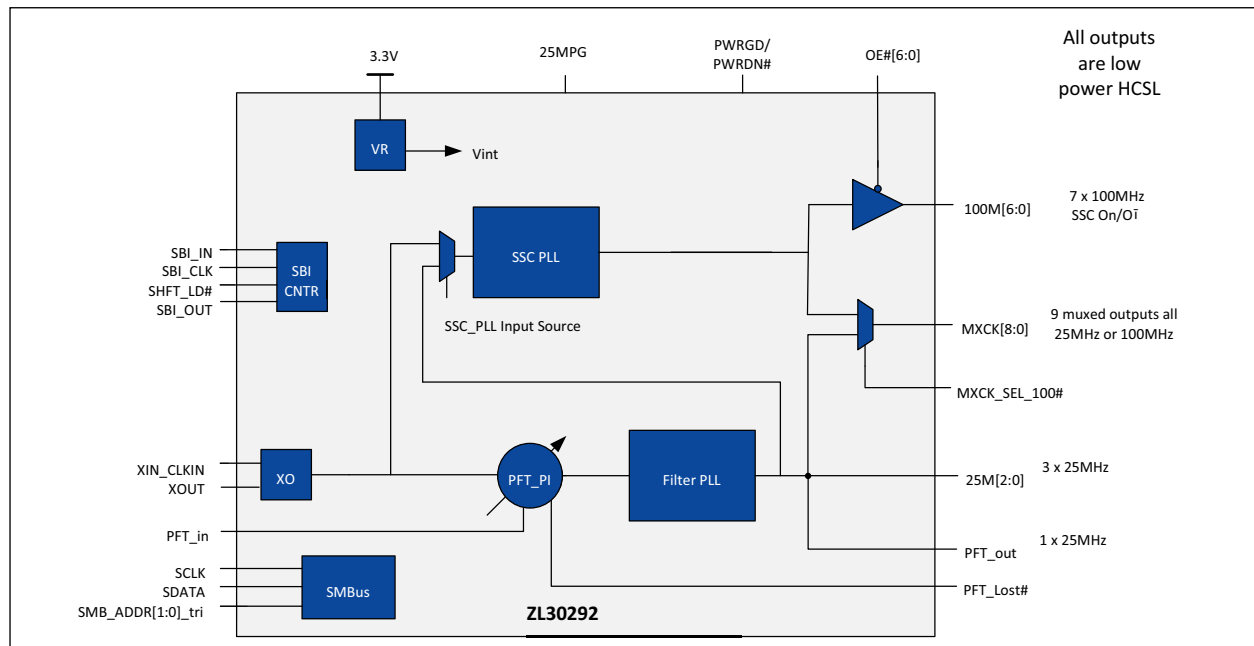 All outputs
are low
power HCSL
3.3V
25MPG
PWRGD/
PWRDN#
OE#[6:0]
VR
Vint
100M[6:0]
7 x 100MHz
SSC On/Oī
SBI_IN
SBI_CLK
SHFT_LD#
SBI_OUT
SBI
CNTR
SSC PLL
SSC_PLL Input Source
MXCK[8:0]
9 muxed outputs all
25MHz or 100MHz
MXCK_SEL_100#
XIN_CLKIN
XOUT
XO
PFT_PI
Filter PLL
25M[2:0]
3 x 25MHz
PFT_in
PFT_out
1 x 25MHz
SCLK
SDATA
SMB_ADDR[1:0]_tri
SMBus
PFT_Lost#
ZL30292